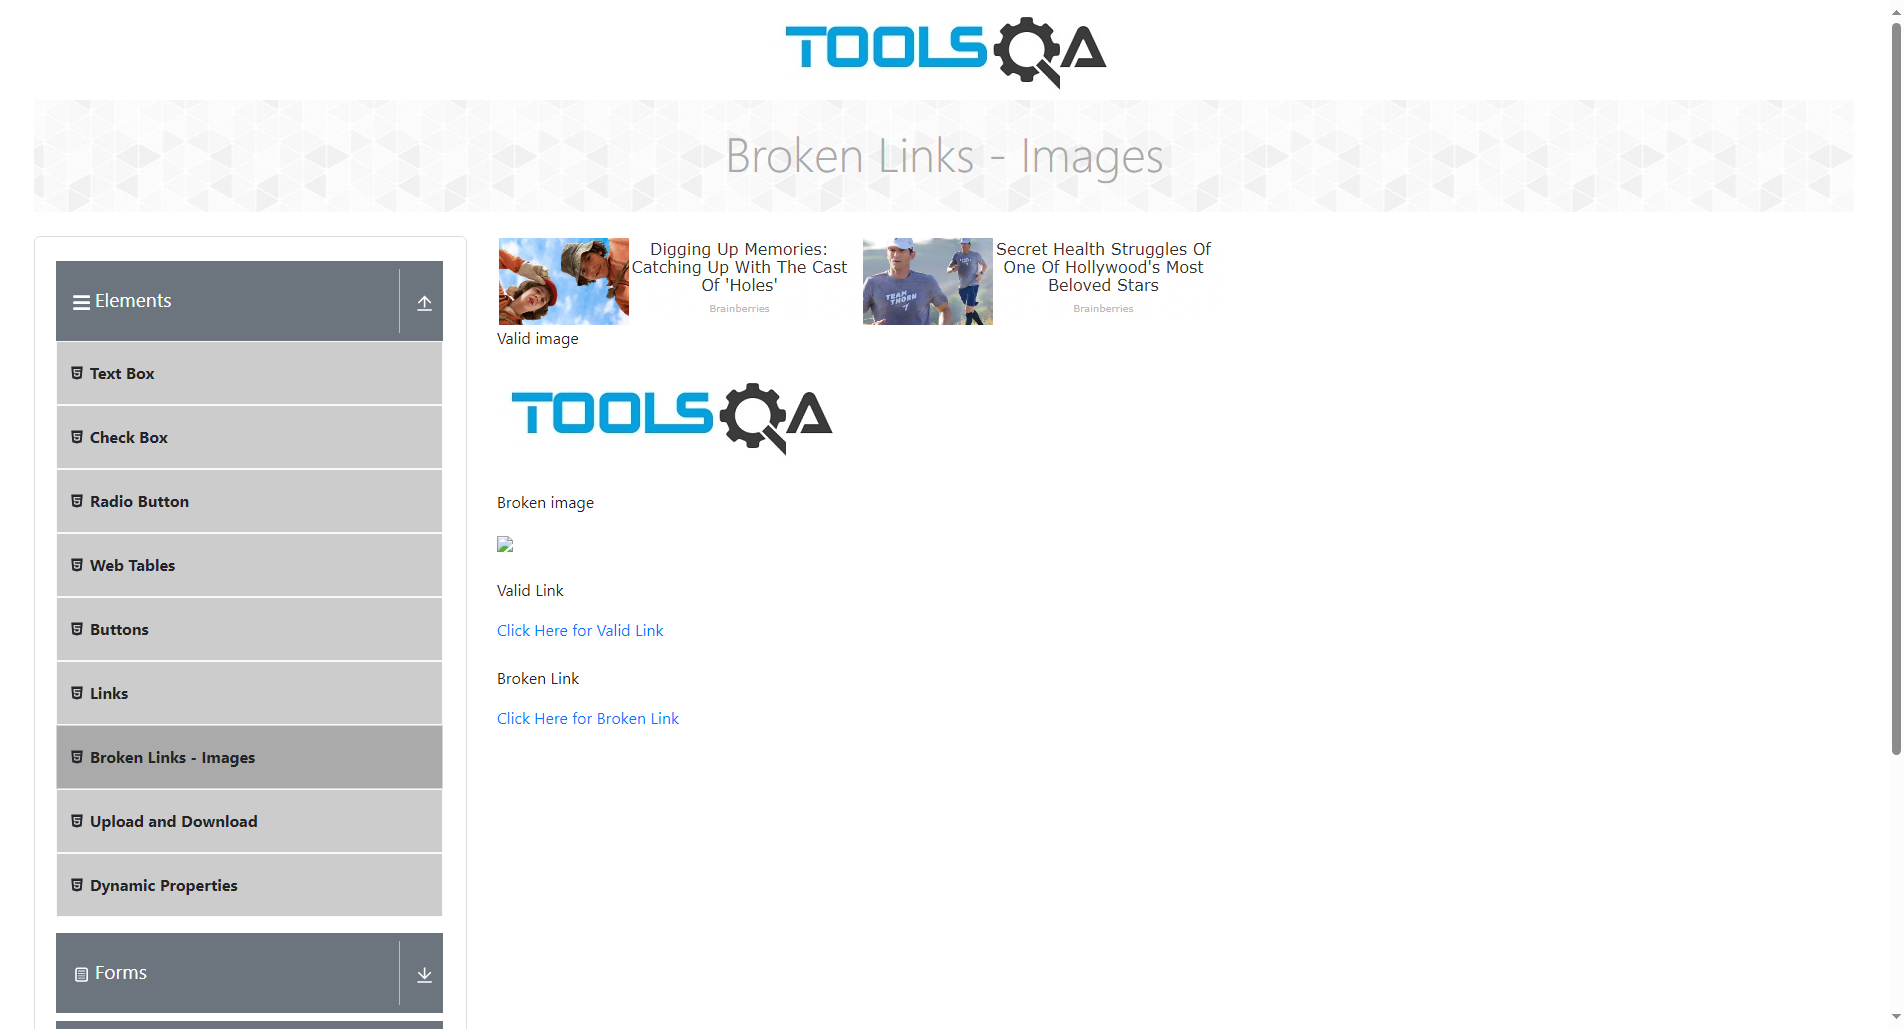 TOOLSQA
Broken Links - Images
Elements
Text Box
Check Box
Radio Button
Web Tables
Buttons
Links
Broken Links - Images
Upload and Download
Dynamic Properties
Forms
Digging Up Memories:
Catching Up With The Cast
Of 'Holes'
Brainberries
TEAM
THORN
Secret Health Struggles Of
One Of Hollywood's Most
Beloved Stars
Brainberries
Valid image
TOOLSQA
Broken image
Valid Link
Click Here for Valid Link
Broken Link
Click Here for Broken Link